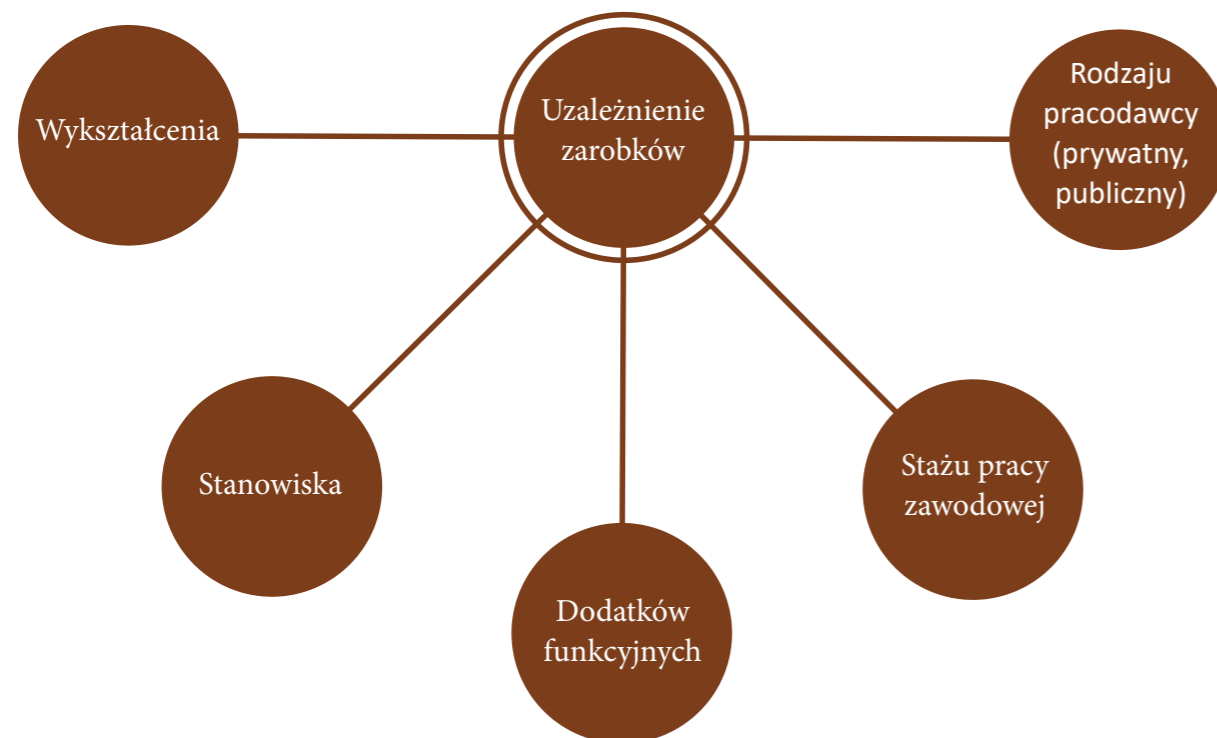 Uzależnienie
zarobków
Wykształcenia
Stanowiska
Dodatków
funkcyjnych
Stażu pracy
zawodowej
Rodzaju
pracodawcy
(prywatny,
publiczny)